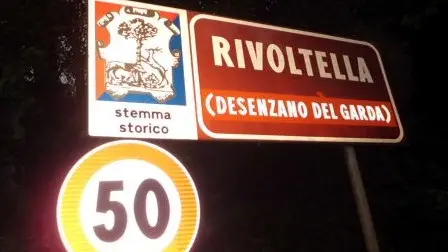 RIVOLTELLA
(DESENZANO DEL GARDA)
stemma
storico
50